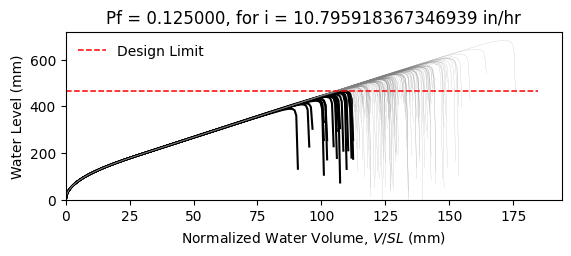 Pf = 0.125000, for i = 10.795918367346939 in/hr
Design Limit
Water Level (mm)
600
400
200
0
0 25 50 75 100 125 150 175
Normalized Water Volume, V/SL (mm)